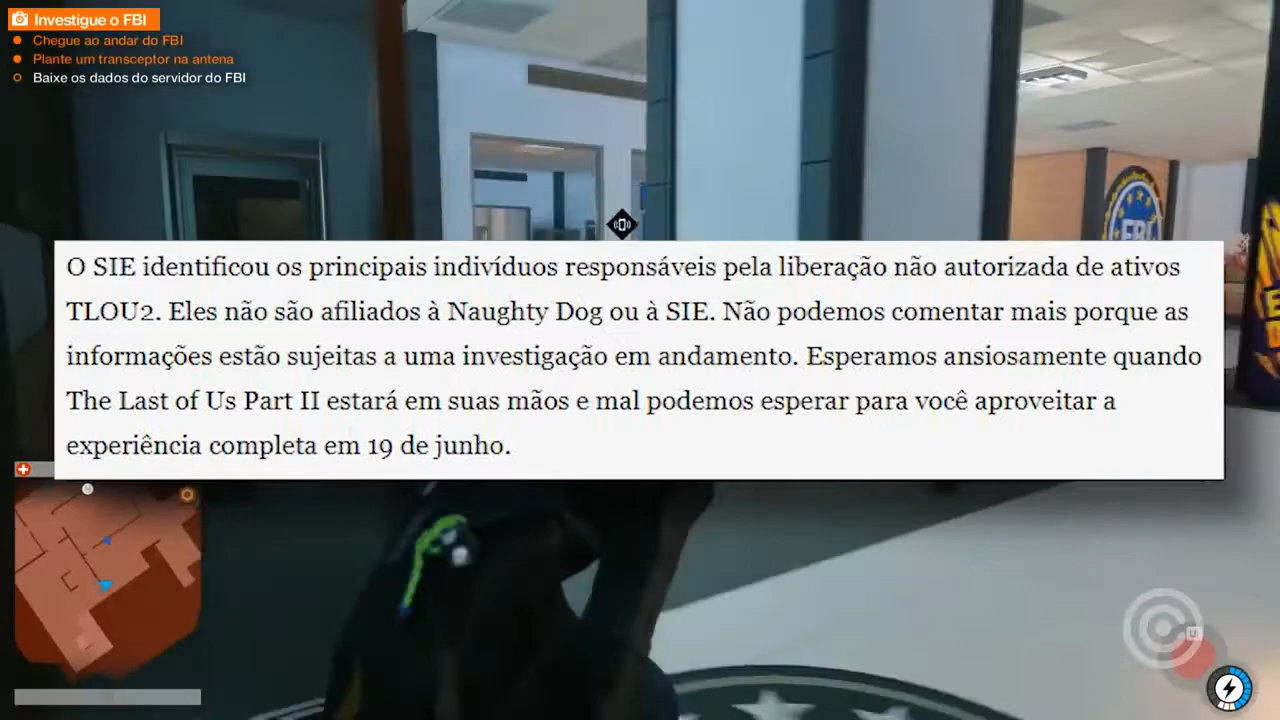 Investigue o FBI
Chegue ao andar do FBI
Plante um transceptor na antena
Baixe os dados do servidor do FBI
FBI
O SIE identificou os principais indivíduos responsáveis pela liberação não autorizada de ativos
TLOU2. Eles não são afiliados à Naughty Dog ou à SIE. Não podemos comentar mais porque as
informações estão sujeitas a uma investigação em andamento. Esperamos ansiosamente quando
The Last of Us Part II estará em suas mãos e mal podemos esperar para você aproveitar a
experiência completa em 19 de junho.